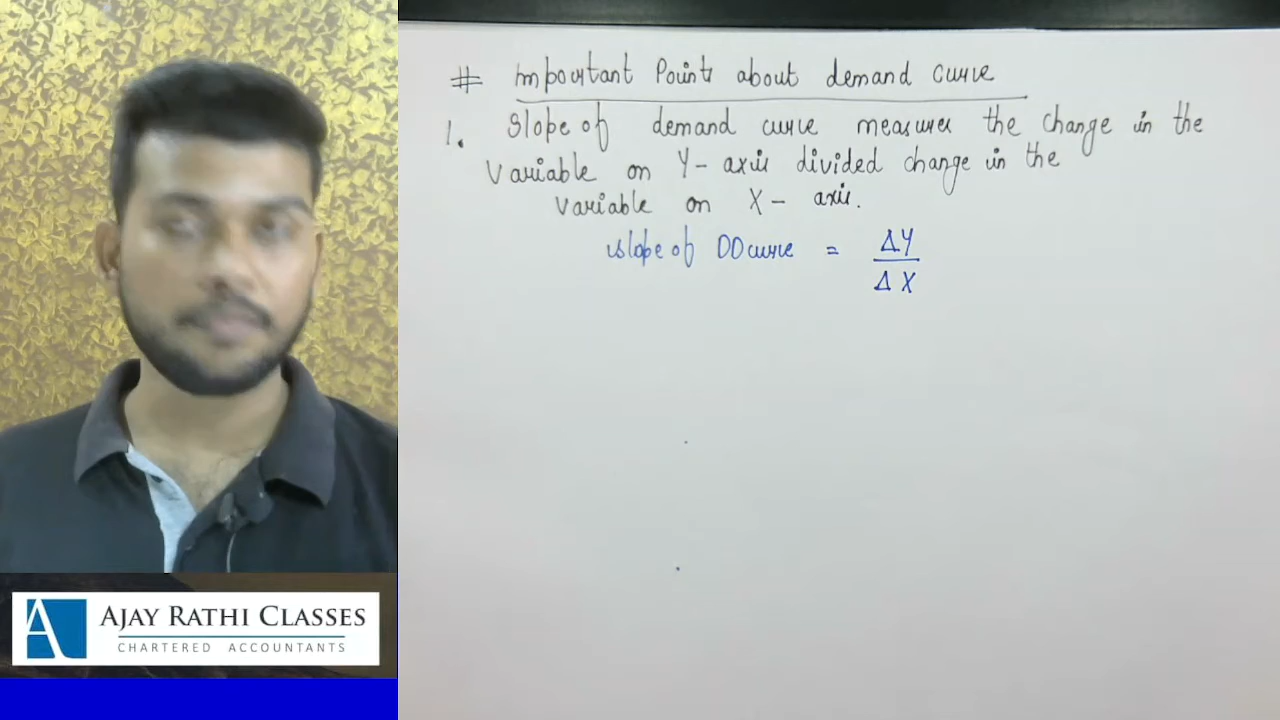 # Important Points about demand curve
1. Slope of demand curve measures the change in the
Variable on Y- axis divided change in the
Variable on X- axis.
slope of DD curve = ΔY
ΔX
A
AJAY RATHI CLASSES
CHARTERED ACCOUNTANTS